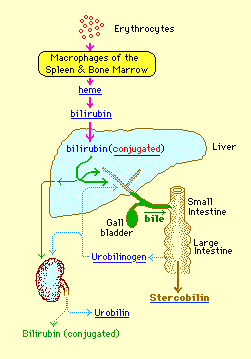 Erythrocytes
Macrophages of the
Spleen & Bone Marrow
heme
bilirubin
bilirubin (conjugated)
Liver
Small
Intestine
Gall
bladder
bile
Large
Intestine
Urobilinogen
Stercobilin
Urobilin
Bilirubin (conjugated)